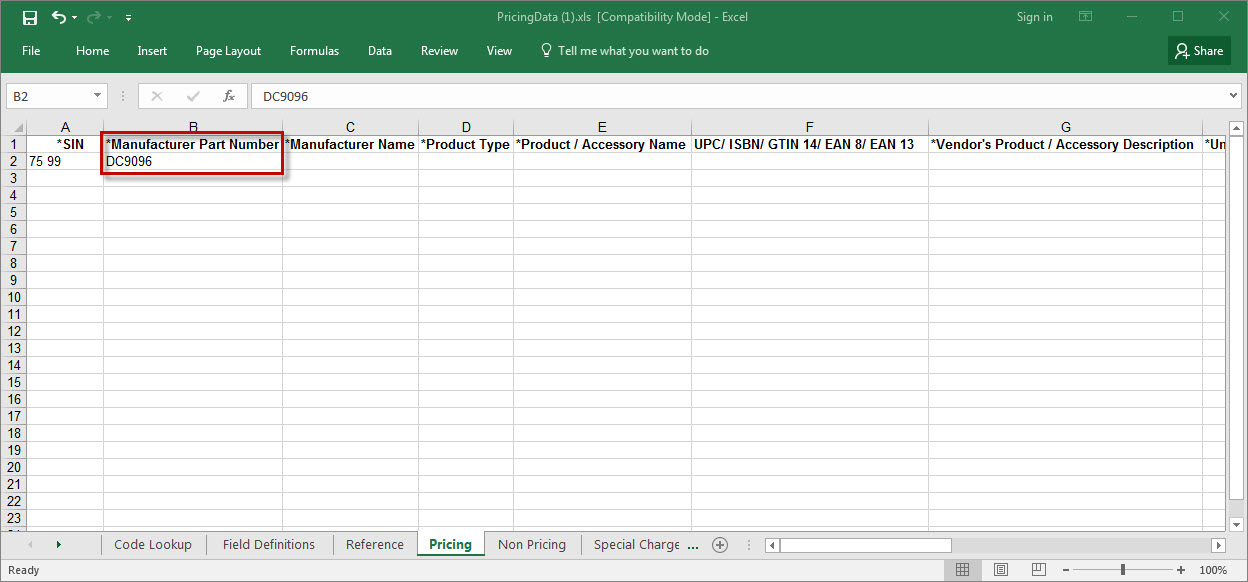 PricingData (1).xls [Compatibility Mode] - Excel
Sign in
File Home Insert Page Layout Formulas Data Review View Tell me what you want to do Share
B2 fx DC9096
A B C D E F G
1 *SIN *Manufacturer Part Number *Manufacturer Name *Product Type *Product / Accessory Name UPC/ ISBN/ GTIN 14/ EAN 8/ EAN 13 *Vendor's Product / Accessory Description *Un
2 75 99 DC9096
3
4
5
6
7
8
9
10
11
12
13
14
15
16
17
18
19
20
21
22
23
Code Lookup Field Definitions Reference Pricing Non Pricing Special Charge ...
Ready 100%